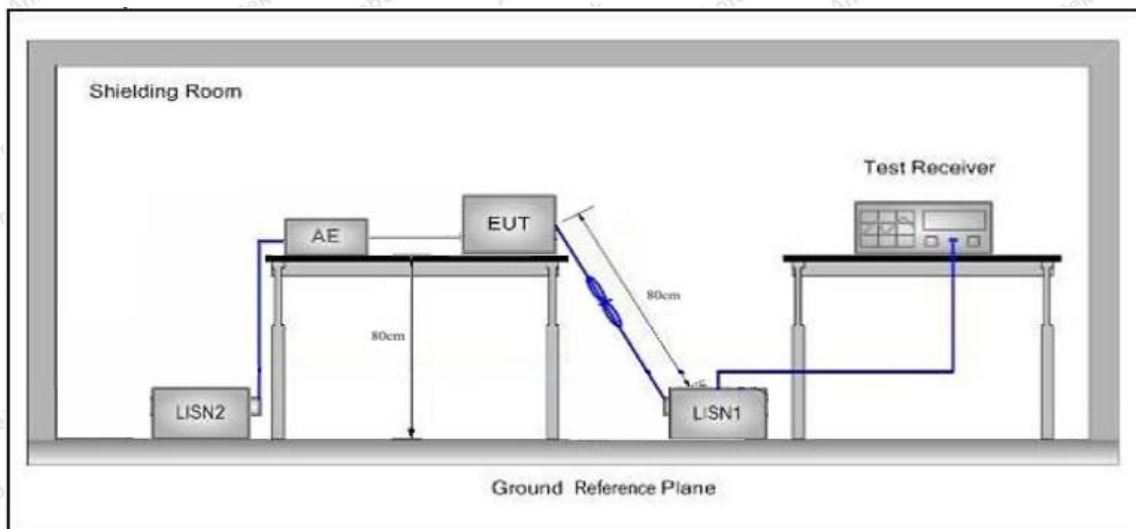 Shielding Room
Test Receiver
EUT
AE
80cm
80cm
LISN2
LISN1
Ground Reference Plane